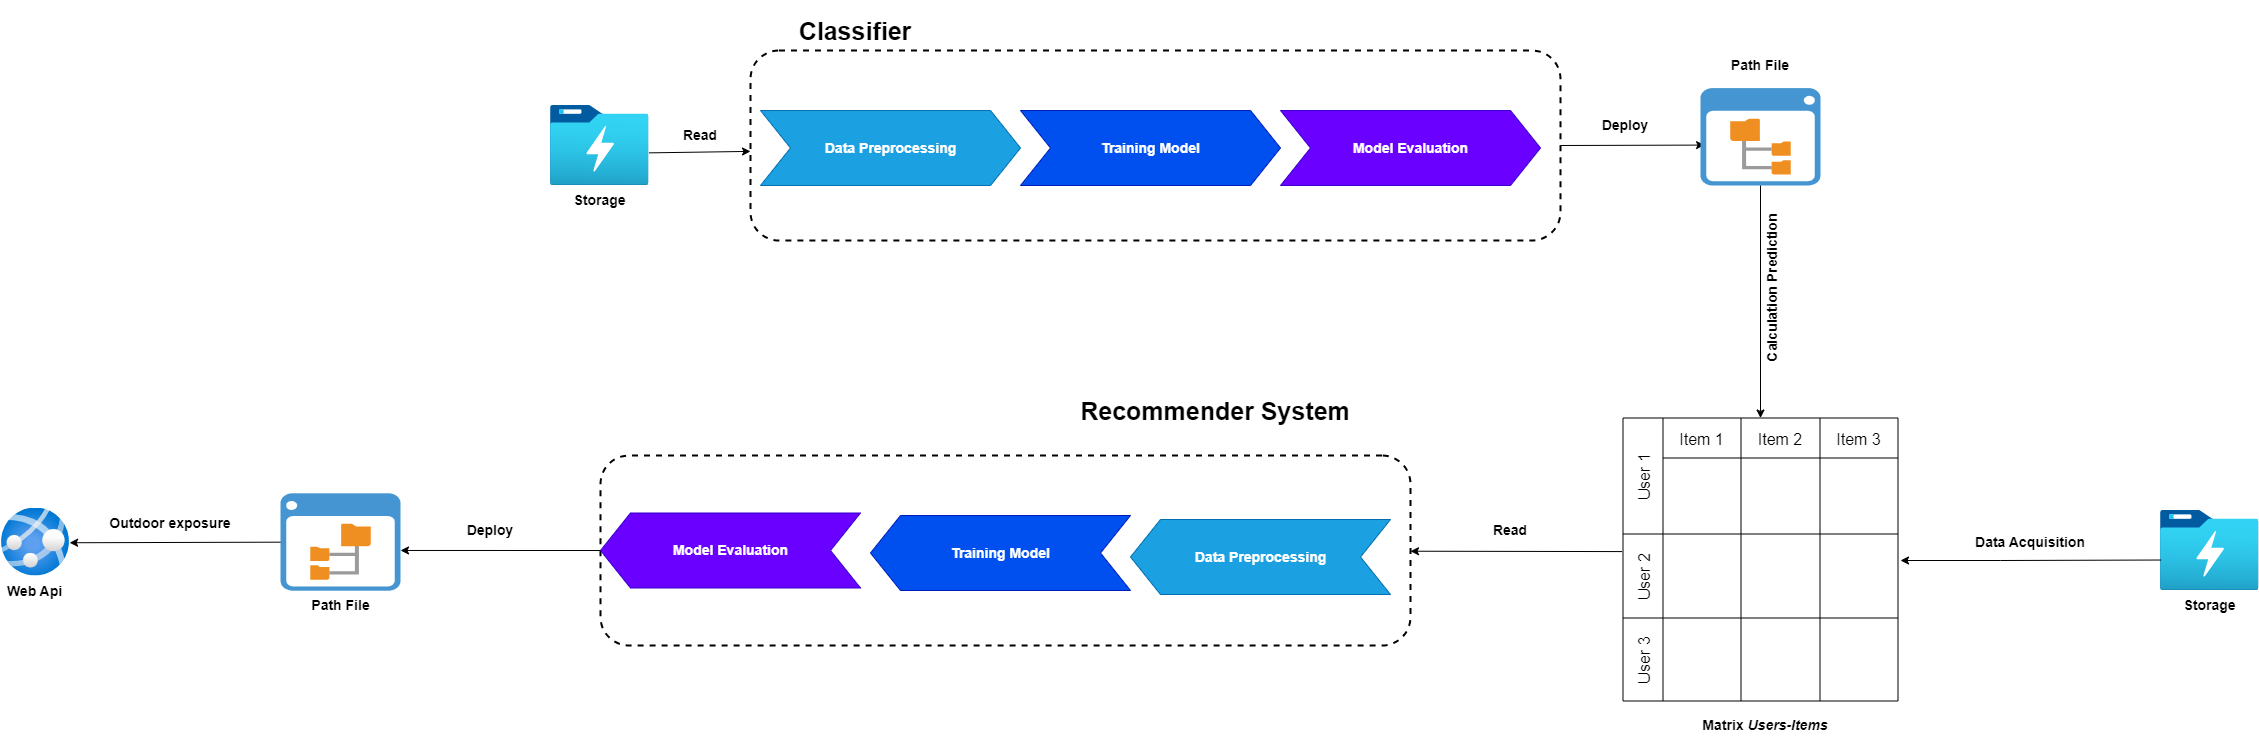 Classifier
Path File
Read
Deploy
Data Preprocessing
Training Model
Model Evaluation
Storage
Calculation Prediction
Recommender System
Item 1
Item 2
Item 3
User 1
User 2
User 3
Outdoor exposure
Deploy
Read
Data Acquisition
Model Evaluation
Training Model
Data Preprocessing
Web Api
Path File
Storage
Matrix Users-Items